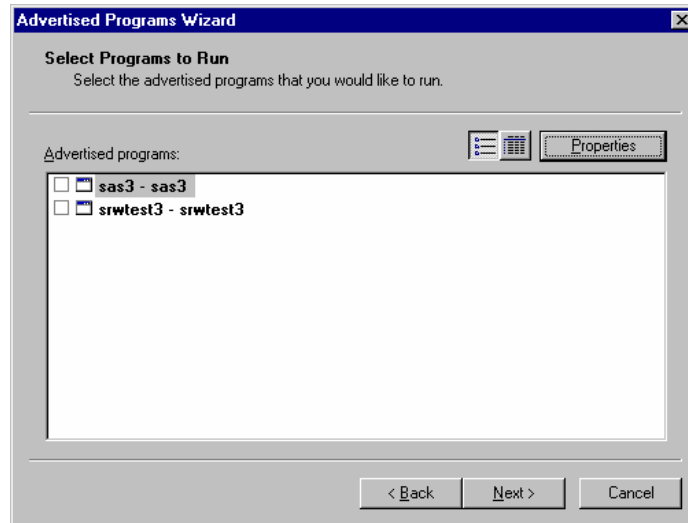 Advertised Programs Wizard
Select Programs to Run
Select the advertised programs that you would like to run.
Advertised programs:
Properties
sas3 - sas3
srwtest3 - srwtest3
< Back
Next >
Cancel